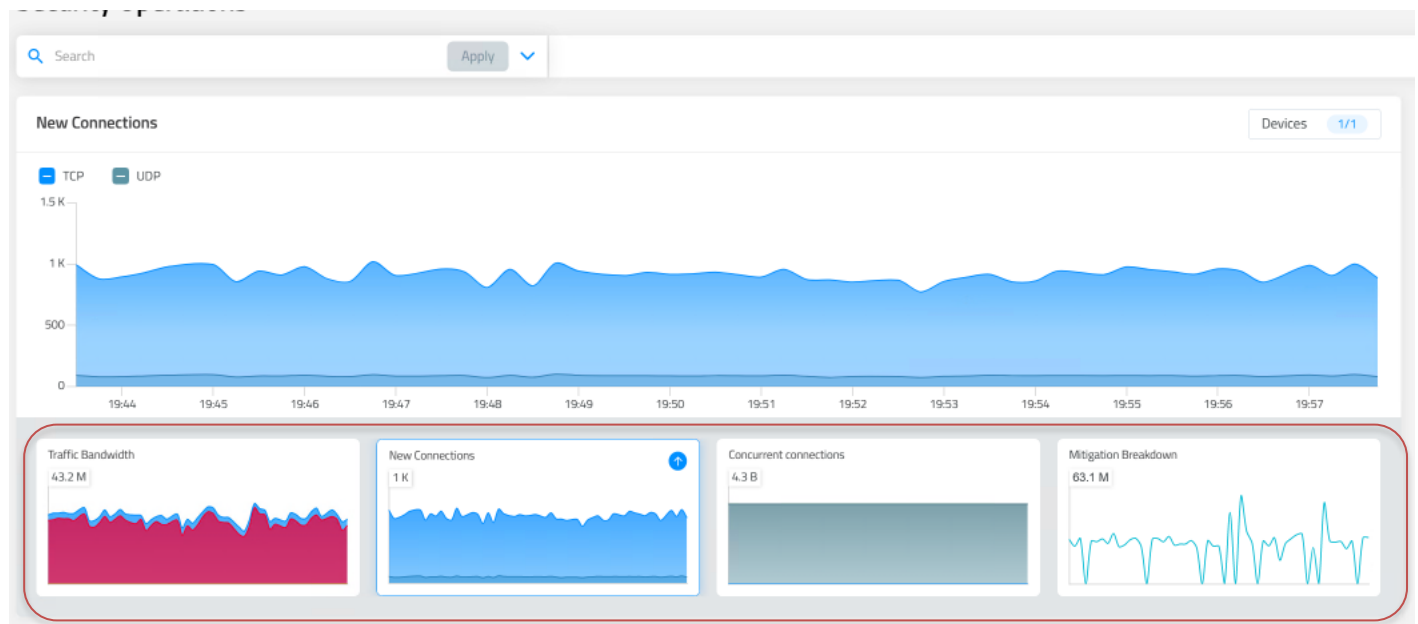 Security Operations
Search
Apply
New Connections
Devices 1/1
TCP UDP
1.5 K
1 K
500
0
19:44 19:45 19:46 19:47 19:48 19:49 19:50 19:51 19:52 19:53 19:54 19:55 19:56 19:57
Traffic Bandwidth
43.2 M
New Connections
1 K
Concurrent connections
4.3 B
Mitigation Breakdown
63.1 M